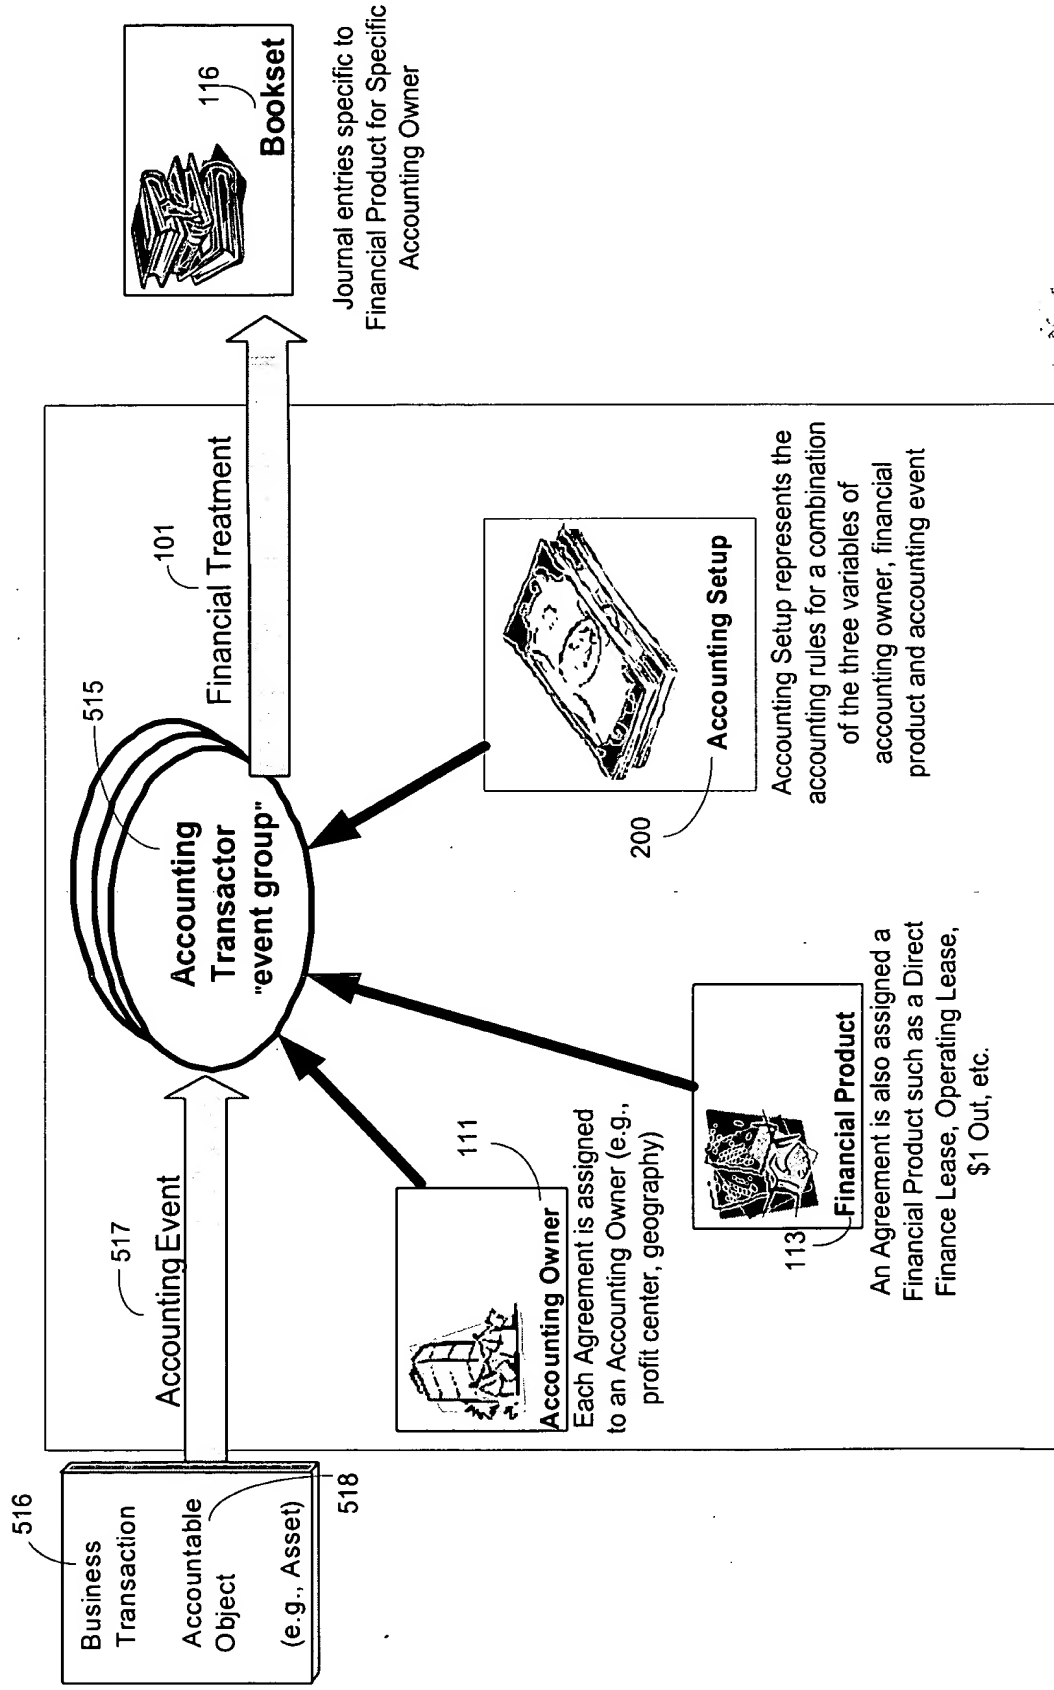 516
Business
Transaction
Accountable
Object
(e.g., Asset)
518
517
Accounting Event
515
Accounting
Transactor
"event group"
101
Financial Treatment
116
Bookset
Journal entries specific to
Financial Product for Specific
Accounting Owner
111
Accounting Owner
Each Agreement is assigned
to an Accounting Owner (e.g.,
profit center, geography)
113
Financial Product
An Agreement is also assigned a
Financial Product such as a Direct
Finance Lease, Operating Lease,
$1 Out, etc.
200
Accounting Setup
Accounting Setup represents the
accounting rules for a combination
of the three variables of
accounting owner, financial
product and accounting event